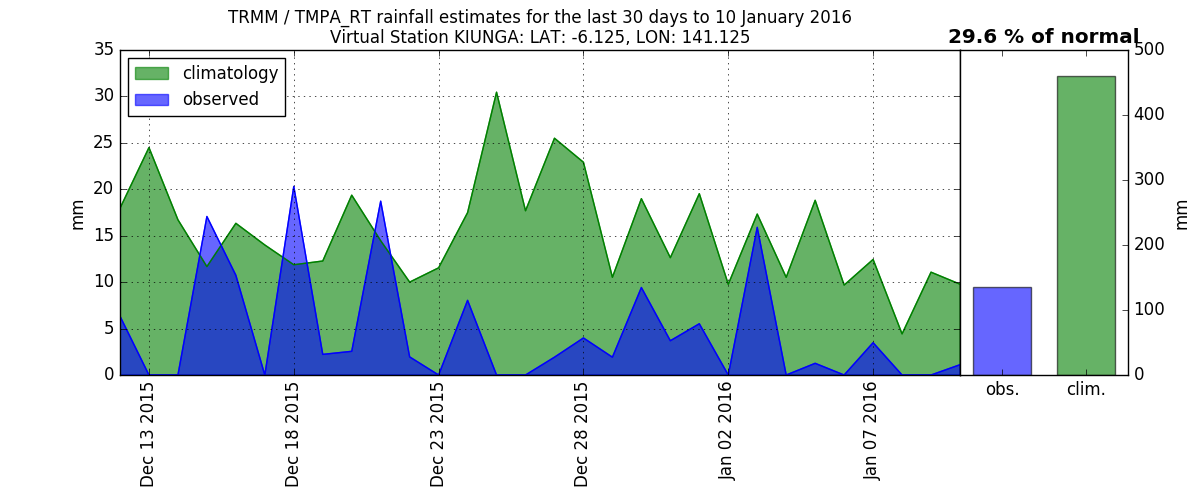 TRMM / TMPA_RT rainfall estimates for the last 30 days to 10 January 2016
Virtual Station KIUNGA: LAT: -6.125, LON: 141.125
29.6 % of normal
climatology
observed
mm
35
30
25
20
15
10
5
0
Dec 13 2015
Dec 18 2015
Dec 23 2015
Dec 28 2015
Jan 02 2016
Jan 07 2016
500
400
300
200
100
0
mm
obs.
clim.